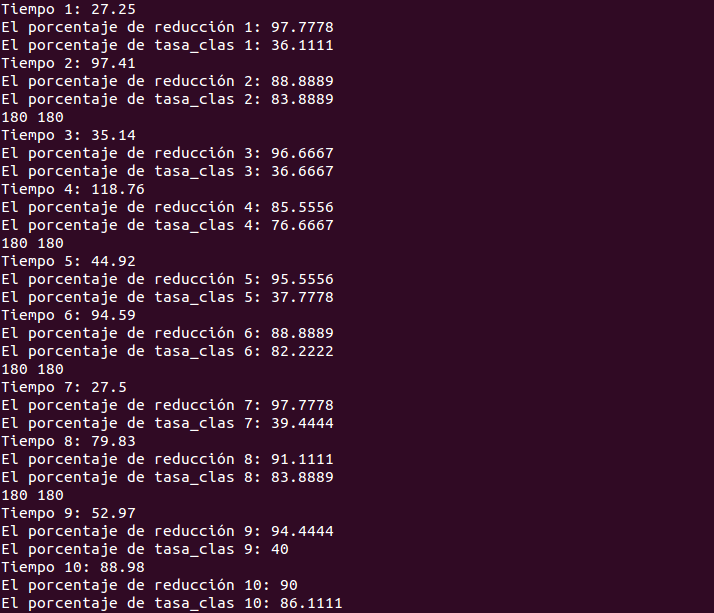 Tiempo 1: 27.25
El porcentaje de reducción 1: 97.7778
El porcentaje de tasa_clas 1: 36.1111
Tiempo 2: 97.41
El porcentaje de reducción 2: 88.8889
El porcentaje de tasa_clas 2: 83.8889
180 180
Tiempo 3: 35.14
El porcentaje de reducción 3: 96.6667
El porcentaje de tasa_clas 3: 36.6667
Tiempo 4: 118.76
El porcentaje de reducción 4: 85.5556
El porcentaje de tasa_clas 4: 76.6667
180 180
Tiempo 5: 44.92
El porcentaje de reducción 5: 95.5556
El porcentaje de tasa_clas 5: 37.7778
Tiempo 6: 94.59
El porcentaje de reducción 6: 88.8889
El porcentaje de tasa_clas 6: 82.2222
180 180
Tiempo 7: 27.5
El porcentaje de reducción 7: 97.7778
El porcentaje de tasa_clas 7: 39.4444
Tiempo 8: 79.83
El porcentaje de reducción 8: 91.1111
El porcentaje de tasa_clas 8: 83.8889
180 180
Tiempo 9: 52.97
El porcentaje de reducción 9: 94.4444
El porcentaje de tasa_clas 9: 40
Tiempo 10: 88.98
El porcentaje de reducción 10: 90
El porcentaje de tasa_clas 10: 86.1111